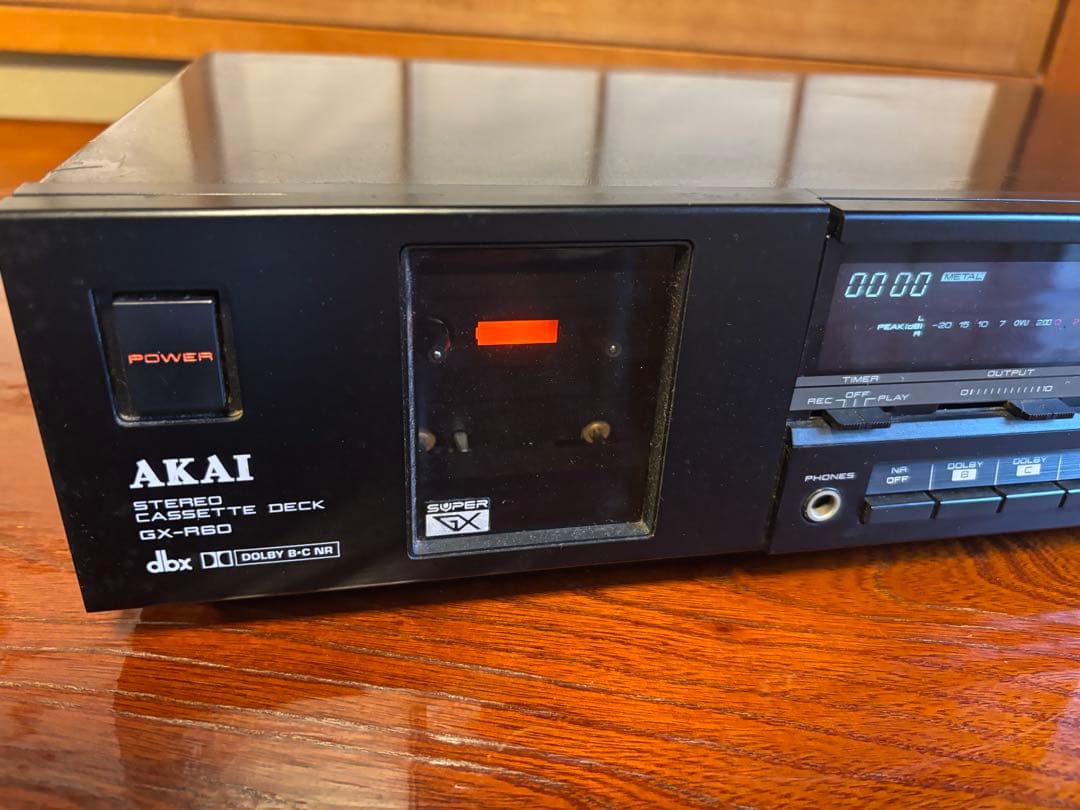 POWER
AKAI
STEREO
CASSETTE DECK
GX-R60
dbx DOLBY B•C NR
SUPER
GX
0000 METAL
L
PEAK(dB) -20 15 10 7 0VU
R
TIMER
REC OFF PLAY
OUTPUT
0 10
PHONES
NR
OFF
DOLBY
B
DOLBY
C